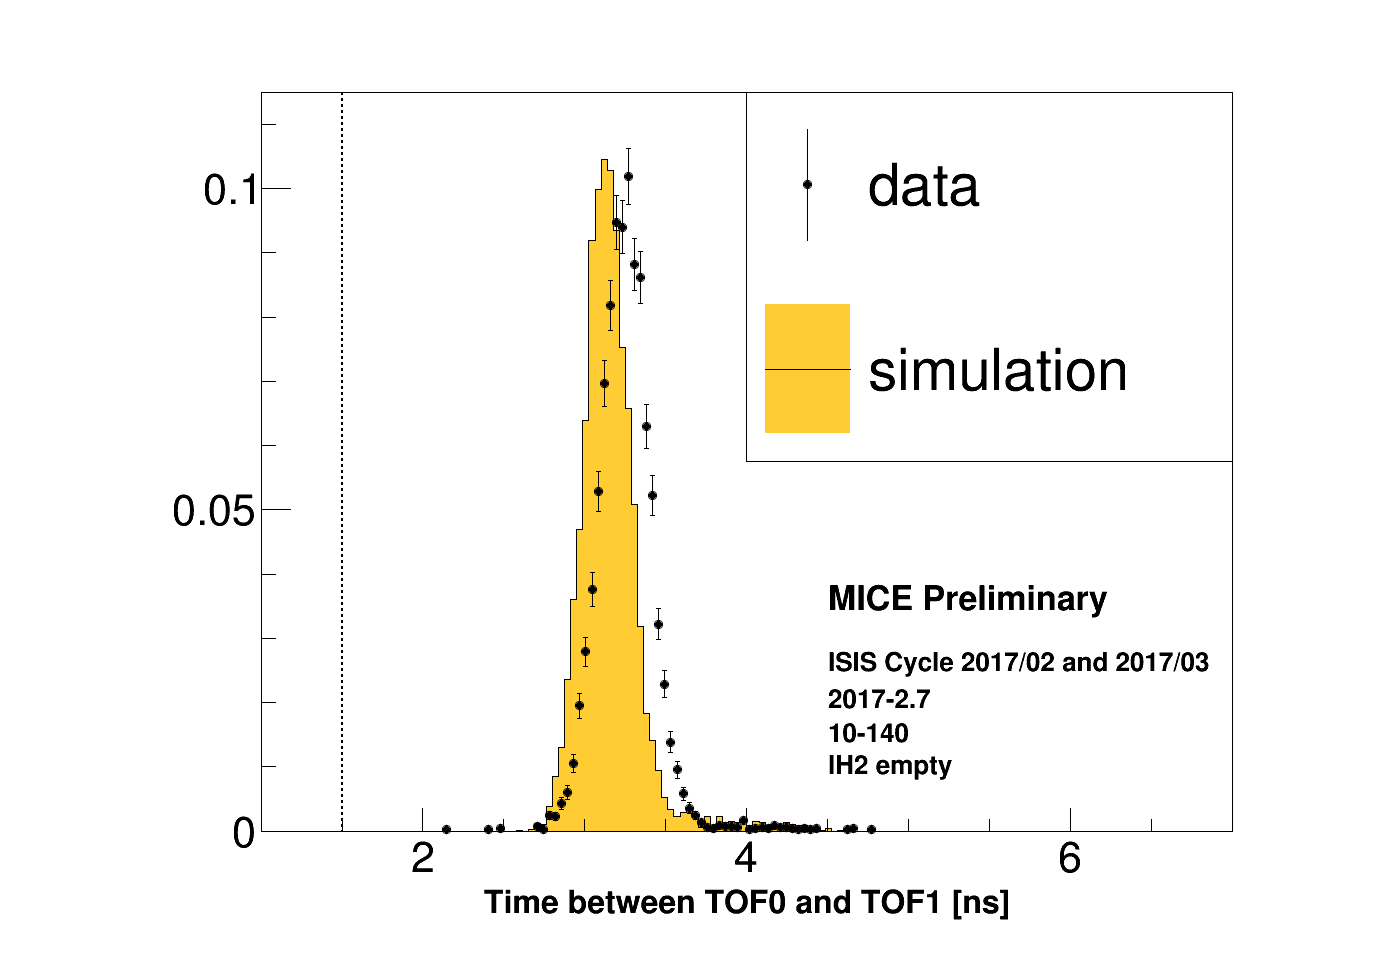 data
simulation
0.1
0.05
0
MICE Preliminary
ISIS Cycle 2017/02 and 2017/03
2017-2.7
10-140
IH2 empty
2 4 6
Time between TOF0 and TOF1 [ns]